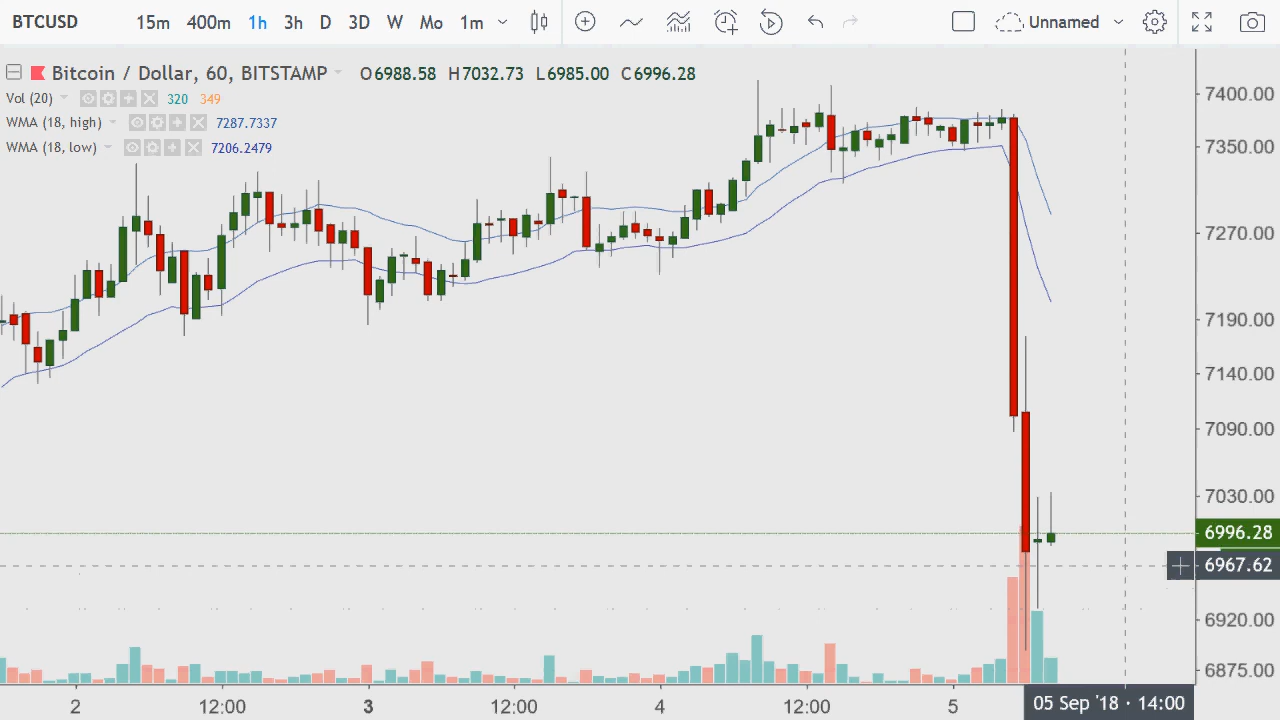 BTCUSD 15m 400m 1h 3h D 3D W Mo 1m Unnamed
Bitcoin / Dollar, 60, BITSTAMP O6988.58 H7032.73 L6985.00 C6996.28
Vol (20) 320 349
WMA (18, high) 7287.7337
WMA (18, low) 7206.2479
7400.00
7350.00
7270.00
7190.00
7140.00
7090.00
7030.00
6996.28
6967.62
6920.00
6875.00
2 12:00 3 12:00 4 12:00 5 05 Sep '18 · 14:00